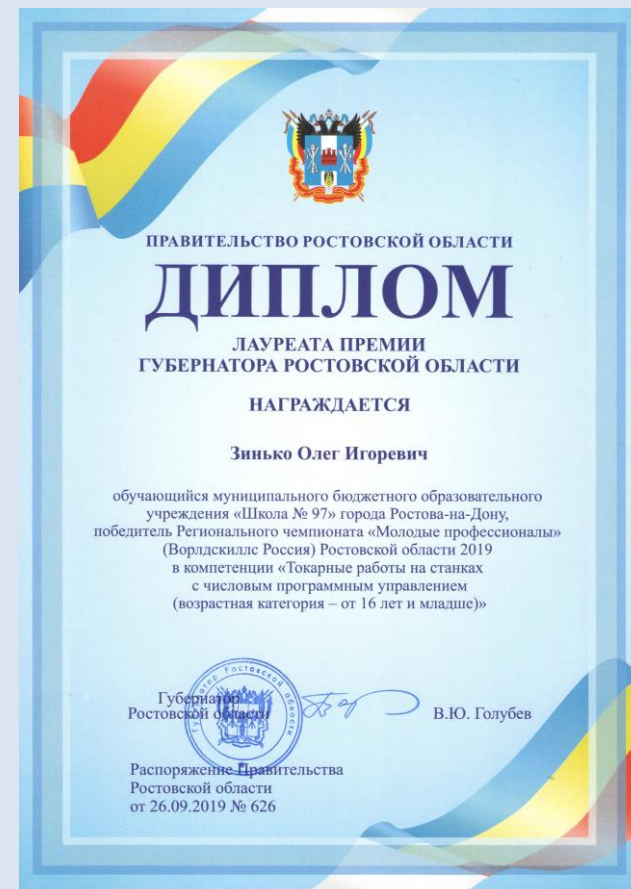 ПРАВИТЕЛЬСТВО РОСТОВСКОЙ ОБЛАСТИ
ДИПЛОМ
ЛАУРЕАТА ПРЕМИИ
ГУБЕРНАТОРА РОСТОВСКОЙ ОБЛАСТИ
НАГРАЖДАЕТСЯ
Зинько Олег Игоревич
обучающийся муниципального бюджетного образовательного
учреждения «Школа № 97» города Ростова-на-Дону,
победитель Регионального чемпионата «Молодые профессионалы»
(Ворлдскиллс Россия) Ростовской области 2019
в компетенции «Токарные работы на станках
с числовым программным управлением
(возрастная категория – от 16 лет и младше)»
Губернатор Ростовской области
Губернатор
Ростовской области
В.Ю. Голубев
Распоряжение Правительства
Ростовской области
от 26.09.2019 № 626